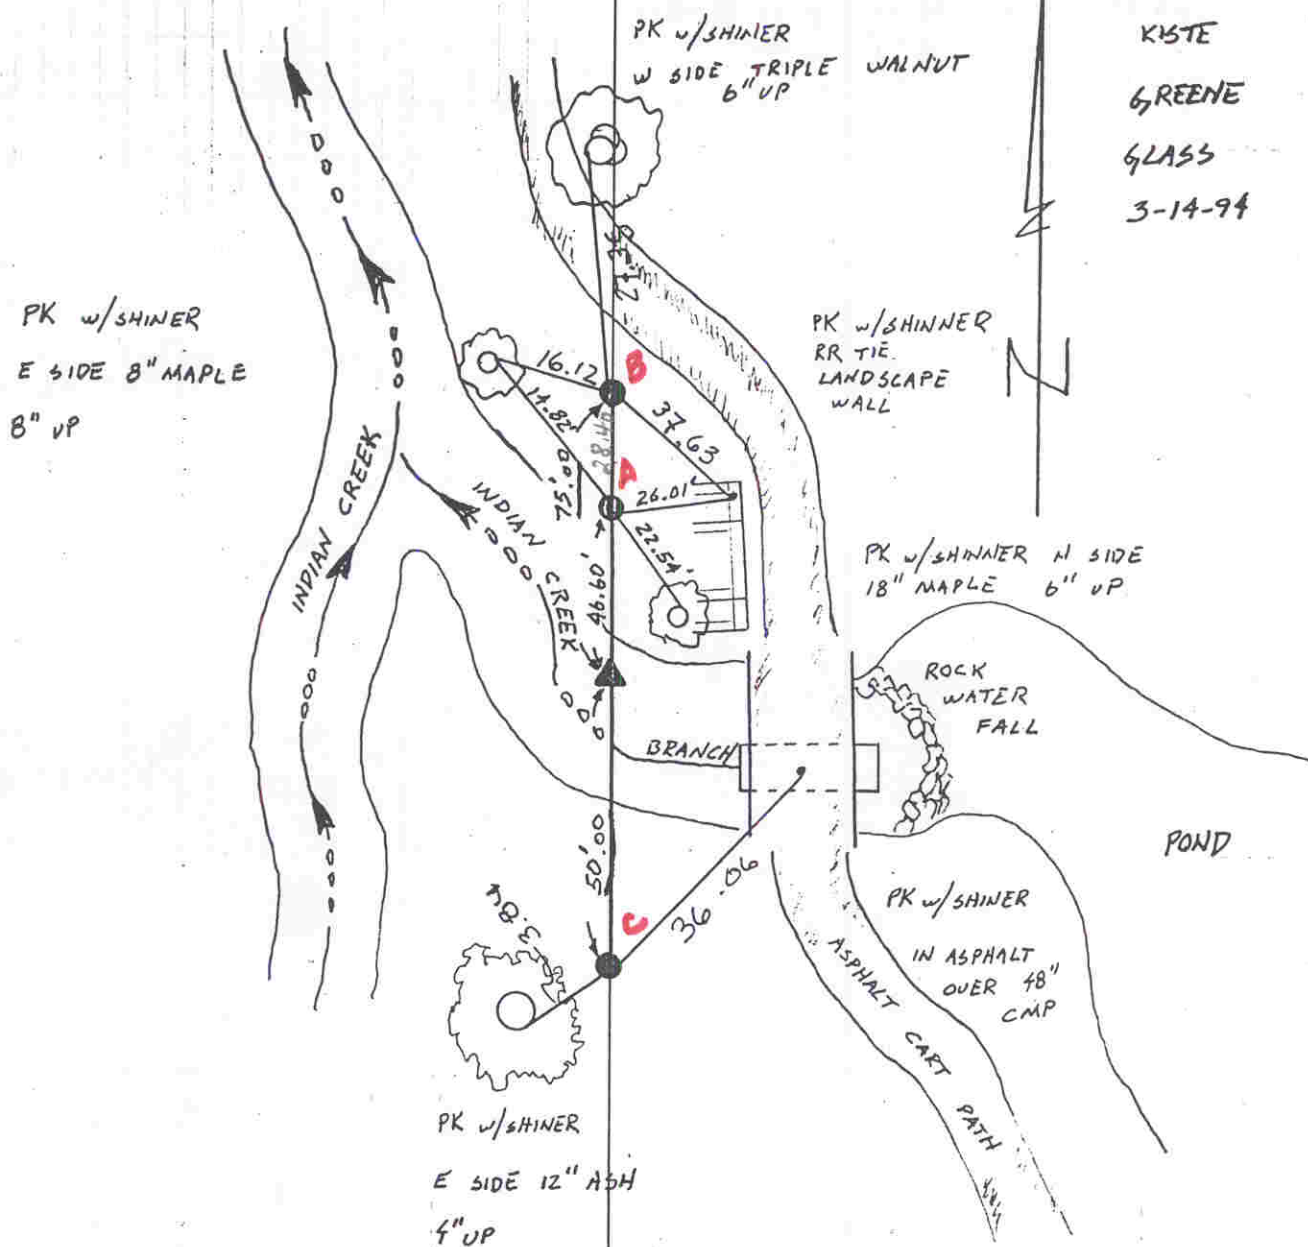 PK w/SHINER
W SIDE TRIPLE WALNUT
6" UP
KISTE
GREENE
GLASS
3-14-94
PK w/SHINER
E SIDE 8" MAPLE
8" UP
PK w/SHINNER
RR TIE
LANDSCAPE
WALL
N
16.12
B
14.82'
28.40
37.63
A
75.00'
26.01'
22.54'
46.60'
INDIAN CREEK
INDIAN CREEK
PK w/SHINNER N SIDE
18" MAPLE 6" UP
ROCK
WATER
FALL
BRANCH
POND
50.00'
36.06
3.84
C
PK w/SHINER
IN ASPHALT
OVER 48"
CMP
ASPHALT CART PATH
PK w/SHINER
E SIDE 12" ASH
4" UP